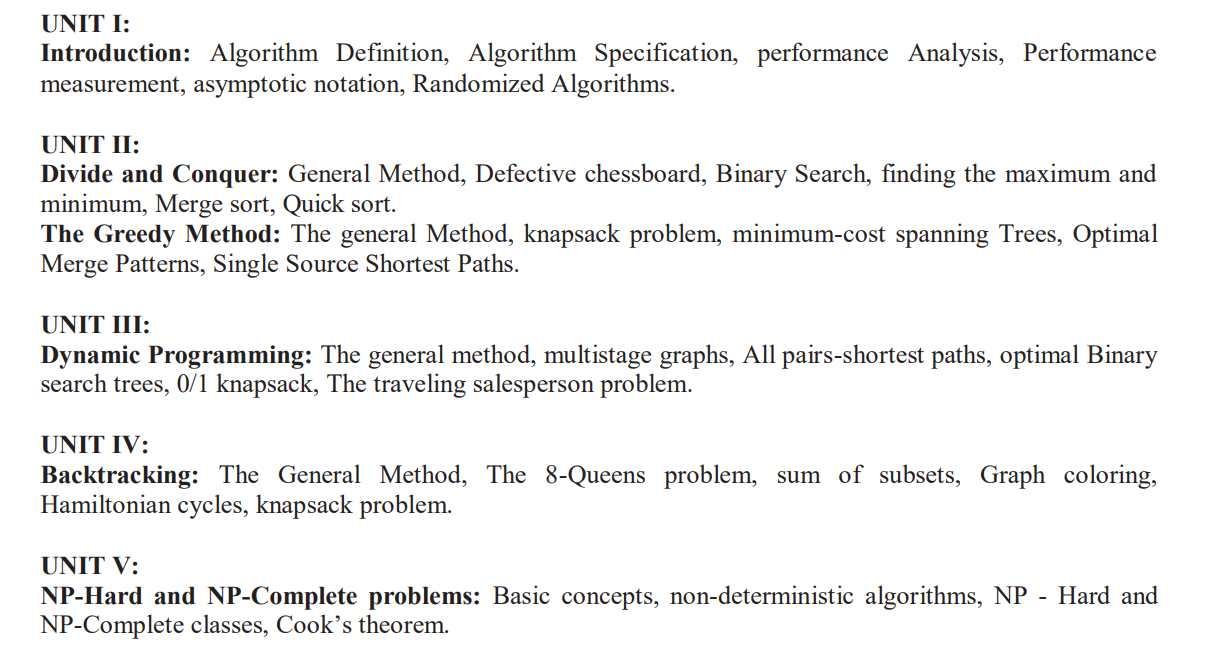 UNIT I:
Introduction: Algorithm Definition, Algorithm Specification, performance Analysis, Performance
measurement, asymptotic notation, Randomized Algorithms.
UNIT II:
Divide and Conquer: General Method, Defective chessboard, Binary Search, finding the maximum and
minimum, Merge sort, Quick sort.
The Greedy Method: The general Method, knapsack problem, minimum-cost spanning Trees, Optimal
Merge Patterns, Single Source Shortest Paths.
UNIT III:
Dynamic Programming: The general method, multistage graphs, All pairs-shortest paths, optimal Binary
search trees, 0/1 knapsack, The traveling salesperson problem.
UNIT IV:
Backtracking: The General Method, The 8-Queens problem, sum of subsets, Graph coloring,
Hamiltonian cycles, knapsack problem.
UNIT V:
NP-Hard and NP-Complete problems: Basic concepts, non-deterministic algorithms, NP - Hard and
NP-Complete classes, Cook’s theorem.